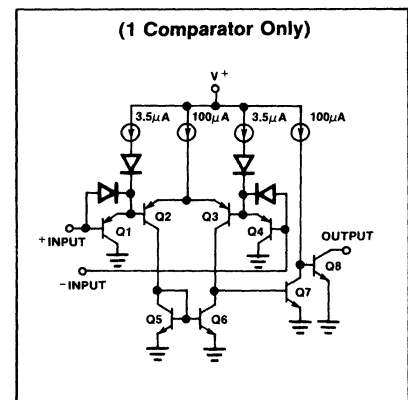 (1 Comparator Only)
V+
3.5μA
100μA
3.5μA
100μA
Q1
Q2
Q3
Q4
+INPUT
-INPUT
OUTPUT
Q8
Q7
Q5
Q6